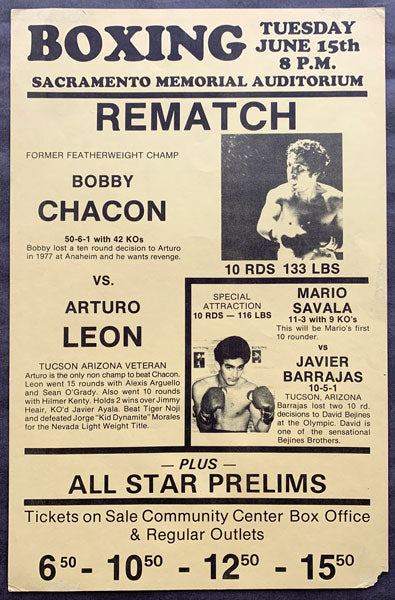 BOXING
TUESDAY
JUNE 15th
8 P.M.
SACRAMENTO MEMORIAL AUDITORIUM
REMATCH
FORMER FEATHERWEIGHT CHAMP
BOBBY
CHACON
50-6-1 with 42 KOs
Bobby lost a ten round decision to Arturo
in 1977 at Anaheim and he wants revenge.
10 RDS 133 LBS
VS.
ARTURO
LEON
TUCSON ARIZONA VETERAN
Arturo is the only non champ to beat Chacon.
Leon went 15 rounds with Alexis Arguello
and Sean O'Grady. Also went 10 rounds
with Hilmer Kenty. Holds 2 wins over Jimmy
Heair, KO'd Javier Ayala. Beat Tiger Noji
and defeated Jorge "Kid Dynamite" Morales
for the Nevada Light Weight Title.
SPECIAL
ATTRACTION
10 RDS — 116 LBS
MARIO
SAVALA
11-3 with 9 KO's
This will be Mario's first
10 rounder.
vs
JAVIER
BARRAJAS
10-5-1
TUCSON, ARIZONA
Barrajas lost two 10 rd.
decisions to David Bejines
at the Olympic. David is
one of the sensational
Bejines Brothers.
— PLUS —
ALL STAR PRELIMS
Tickets on Sale Community Center Box Office
& Regular Outlets
6 50 - 10 50 - 12 50 - 15 50